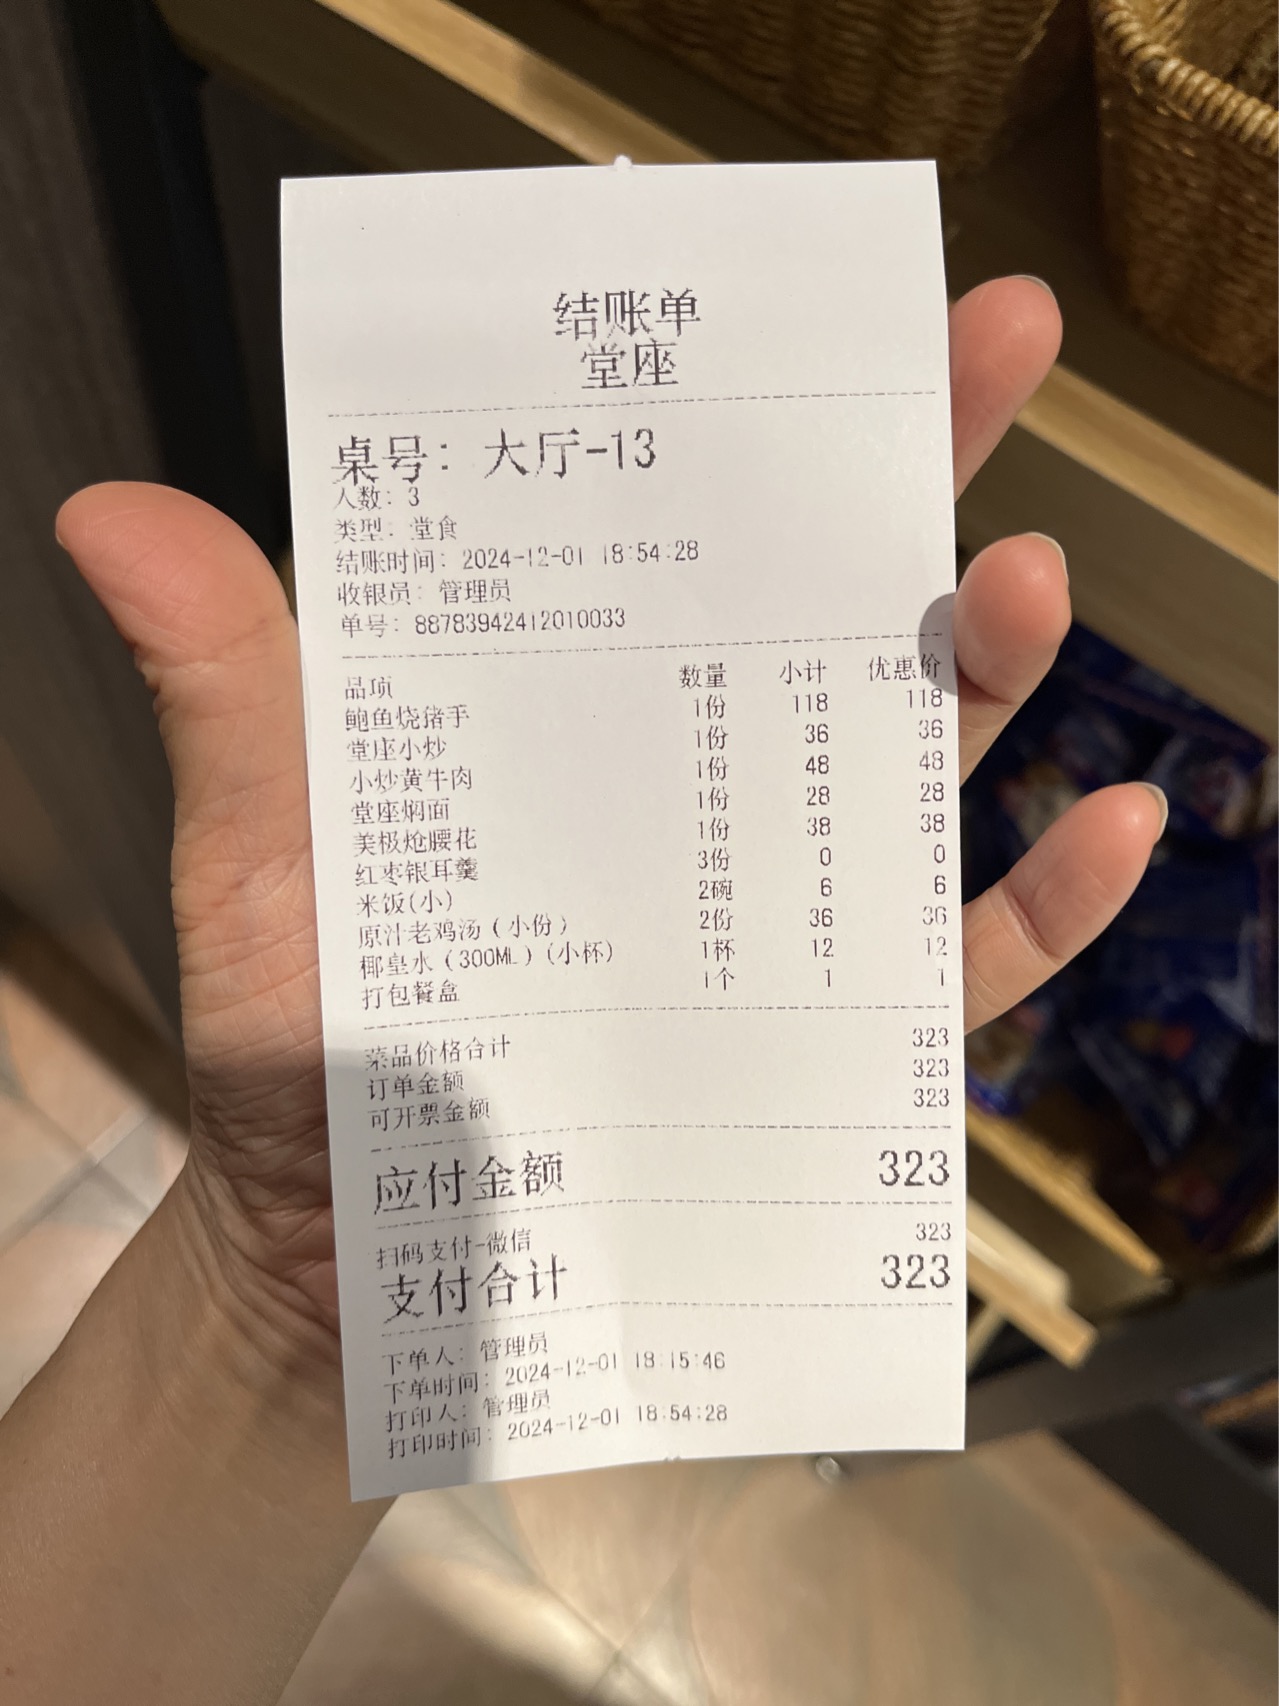 结账单
堂座
桌号：大厅-13
人数：3
类型：堂食
结账时间：2024-12-01 18:54:28
收银员：管理员
单号：88783942412010033
品项 数量 小计 优惠价
鲍鱼烧猪手 1份 118 118
堂座小炒 1份 36 36
小炒黄牛肉 1份 48 48
堂座焖面 1份 28 28
美极炝腰花 1份 38 38
红枣银耳羹 3份 0 0
米饭(小) 2碗 6 6
原汁老鸡汤（小份） 2份 36 36
椰皇水（300ML）(小杯) 1杯 12 12
打包餐盒 1个 1 1
菜品价格合计 323
订单金额 323
可开票金额 323
应付金额 323
扫码支付-微信 323
支付合计 323
下单人：管理员
下单时间：2024-12-01 18:15:46
打印人：管理员
打印时间：2024-12-01 18:54:28